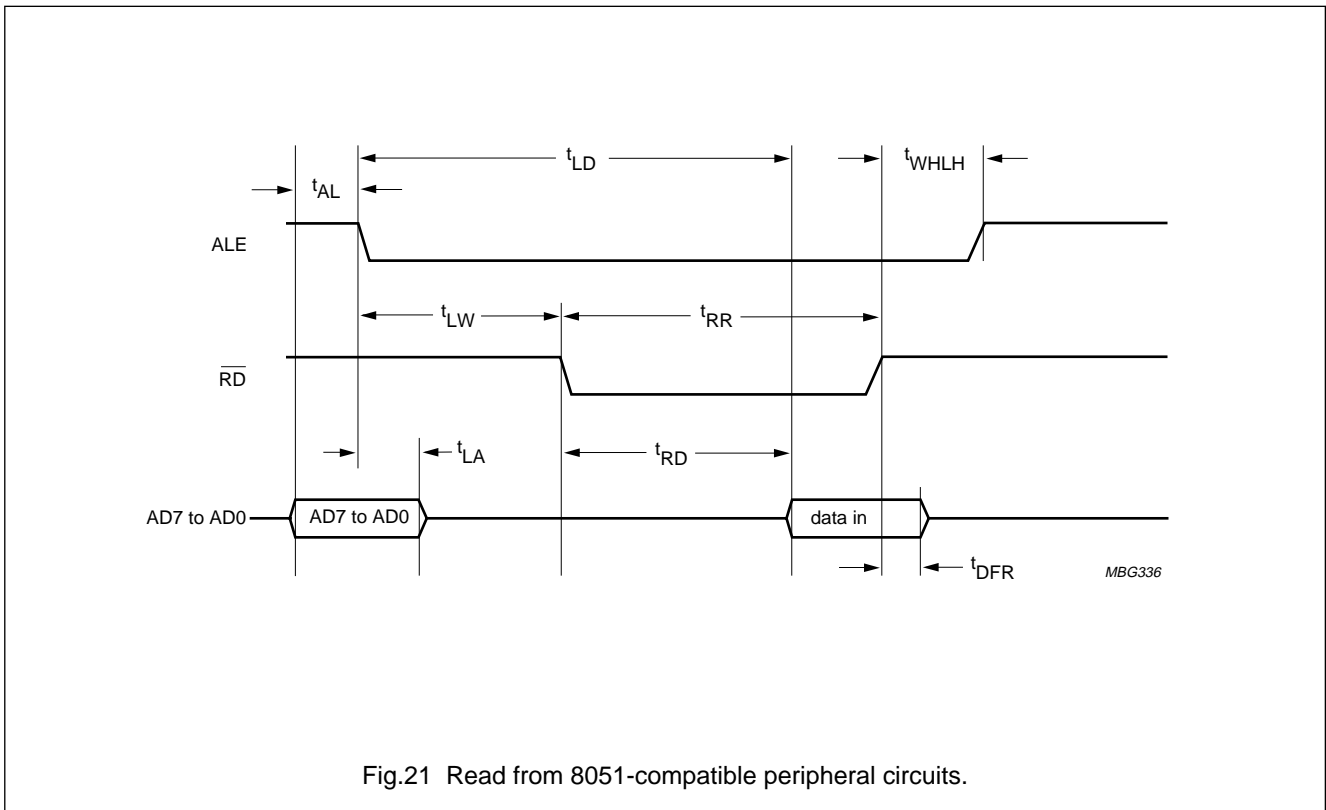 tLD
tWHLH
tAL
ALE
tLW
tRR
RD
tLA
tRD
AD7 to AD0
AD7 to AD0
data in
tDFR
MBG336
Fig.21 Read from 8051-compatible peripheral circuits.